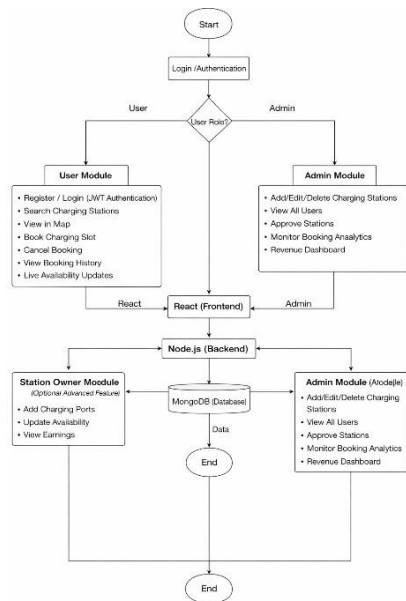 Start
Login /Authentication
User
Admin
User Role?
User Module
• Register / Login (JWT Authentication)
• Search Charging Stations
• View in Map
• Book Charging Slot
• Cancel Booking
• View Booking History
• Live Availability Updates
Admin Module
• Add/Edit/Delete Charging Stations
• View All Users
• Approve Stations
• Monitor Booking Anaalytics
• Revenue Dashboard
React
React (Frontend)
Admin
Node.js (Backend)
Station Owner Mocdule
(Optional Advanced Feature)
• Add Charging Ports
• Update Availability
• View Earnings
MongoDB (Database)
Data
Admin Module
• Add/Edit/Delete Charging
Stations
• View All Users
• Approve Stations
• Monitor Booking Analytics
• Revenue Dashboard
End
End